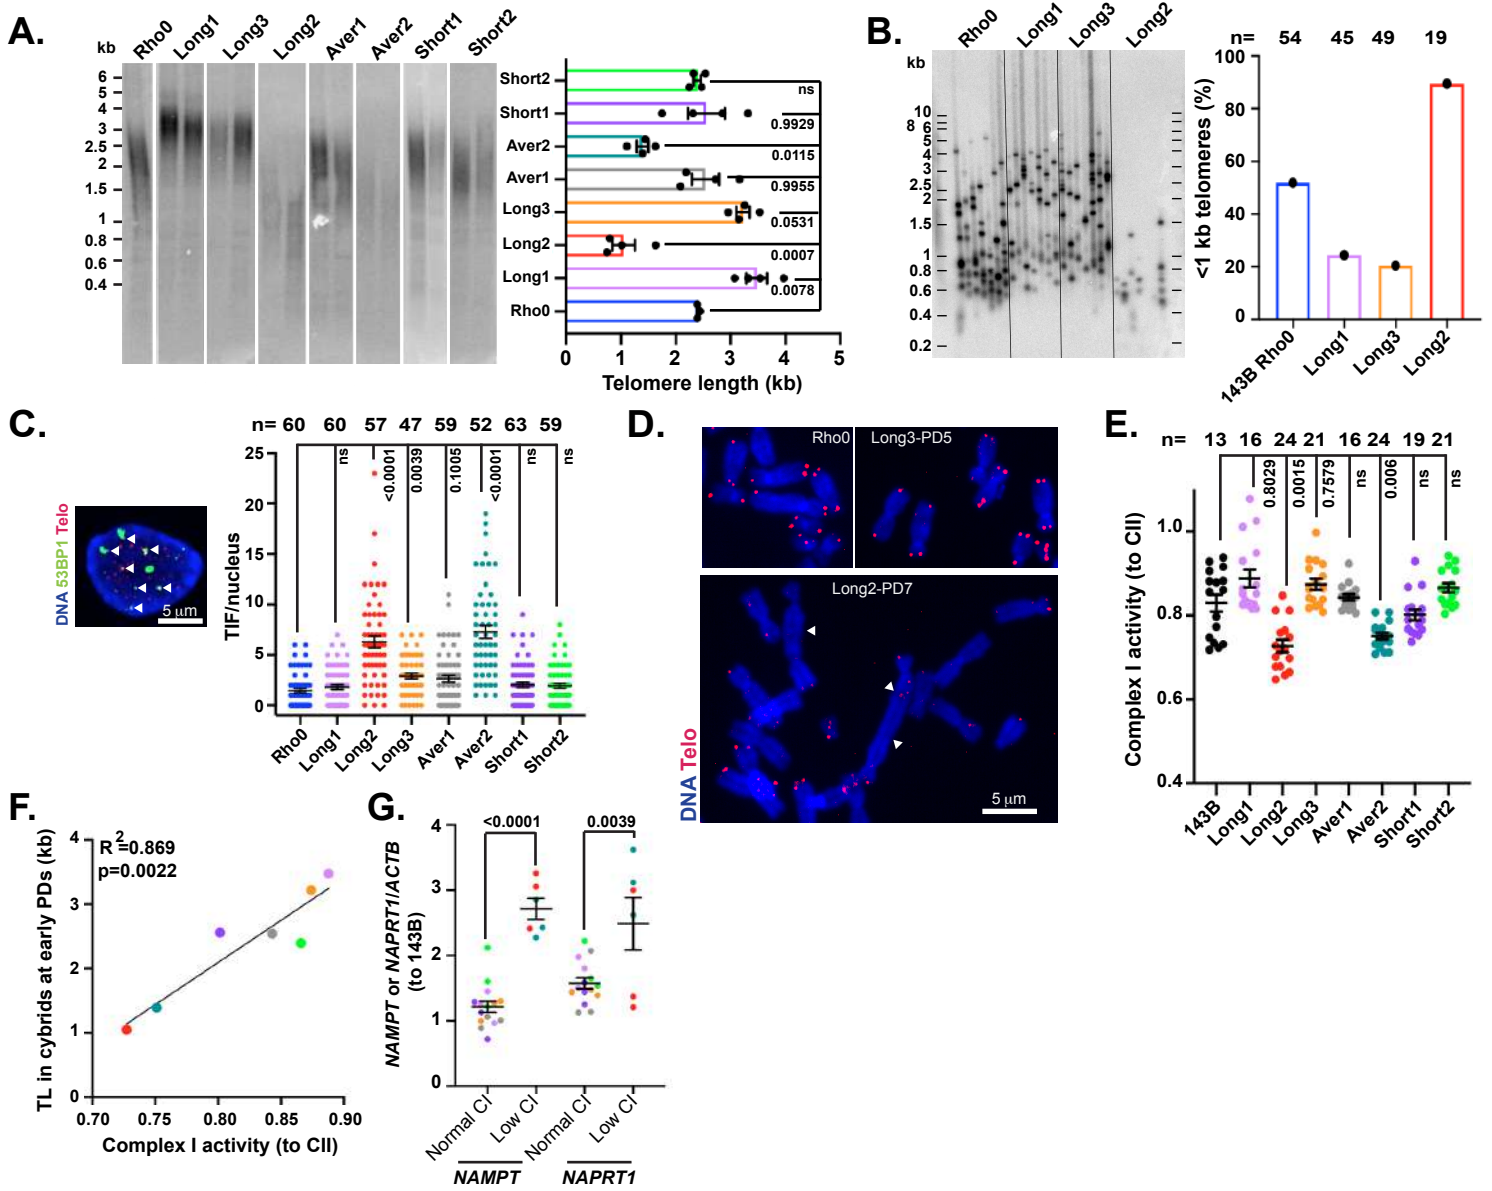 A.
kb
Rho0
Long1
Long3
Long2
Aver1
Aver2
Short1
Short2
6
5
4
3
2.5
2
1.5
1
0.8
0.6
0.4
Short2
Short1
Aver2
Aver1
Long3
Long2
Long1
Rho0
ns
0.9929
0.0115
0.9955
0.0531
0.0007
0.0078
0 1 2 3 4 5
Telomere length (kb)
B.
kb
Rho0
Long1
Long3
Long2
10
8
6
5
4
3
2.5
2
1.5
1
0.8
0.6
0.4
0.2
n= 54 45 49 19
<1 kb telomeres (%)
100
80
60
40
20
0
143B Rho0
Long1
Long3
Long2
C.
DNA 53BP1 Telo
5 μm
n= 60 60 57 47 59 52 63 59
ns
<0.0001
0.0039
0.1005
<0.0001
ns
ns
TIF/nucleus
25
20
15
10
5
0
Rho0
Long1
Long2
Long3
Aver1
Aver2
Short1
Short2
D.
Rho0
Long3-PD5
Long2-PD7
DNA Telo
5 μm
E.
n= 13 16 24 21 16 24 19 21
0.8029
0.0015
0.7579
ns
0.006
ns
ns
Complex I activity (to CII)
1.0
0.8
0.6
0.4
143B
Long1
Long2
Long3
Aver1
Aver2
Short1
Short2
F.
R2=0.869
p=0.0022
TL in cybrids at early PDs (kb)
4
3
2
1
0
0.70 0.75 0.80 0.85 0.90
Complex I activity (to CII)
G.
<0.0001
0.0039
NAMPT or NAPRT1/ACTB
(to 143B)
4
3
2
1
0
Normal CI
Low CI
Normal CI
Low CI
NAMPT
NAPRT1